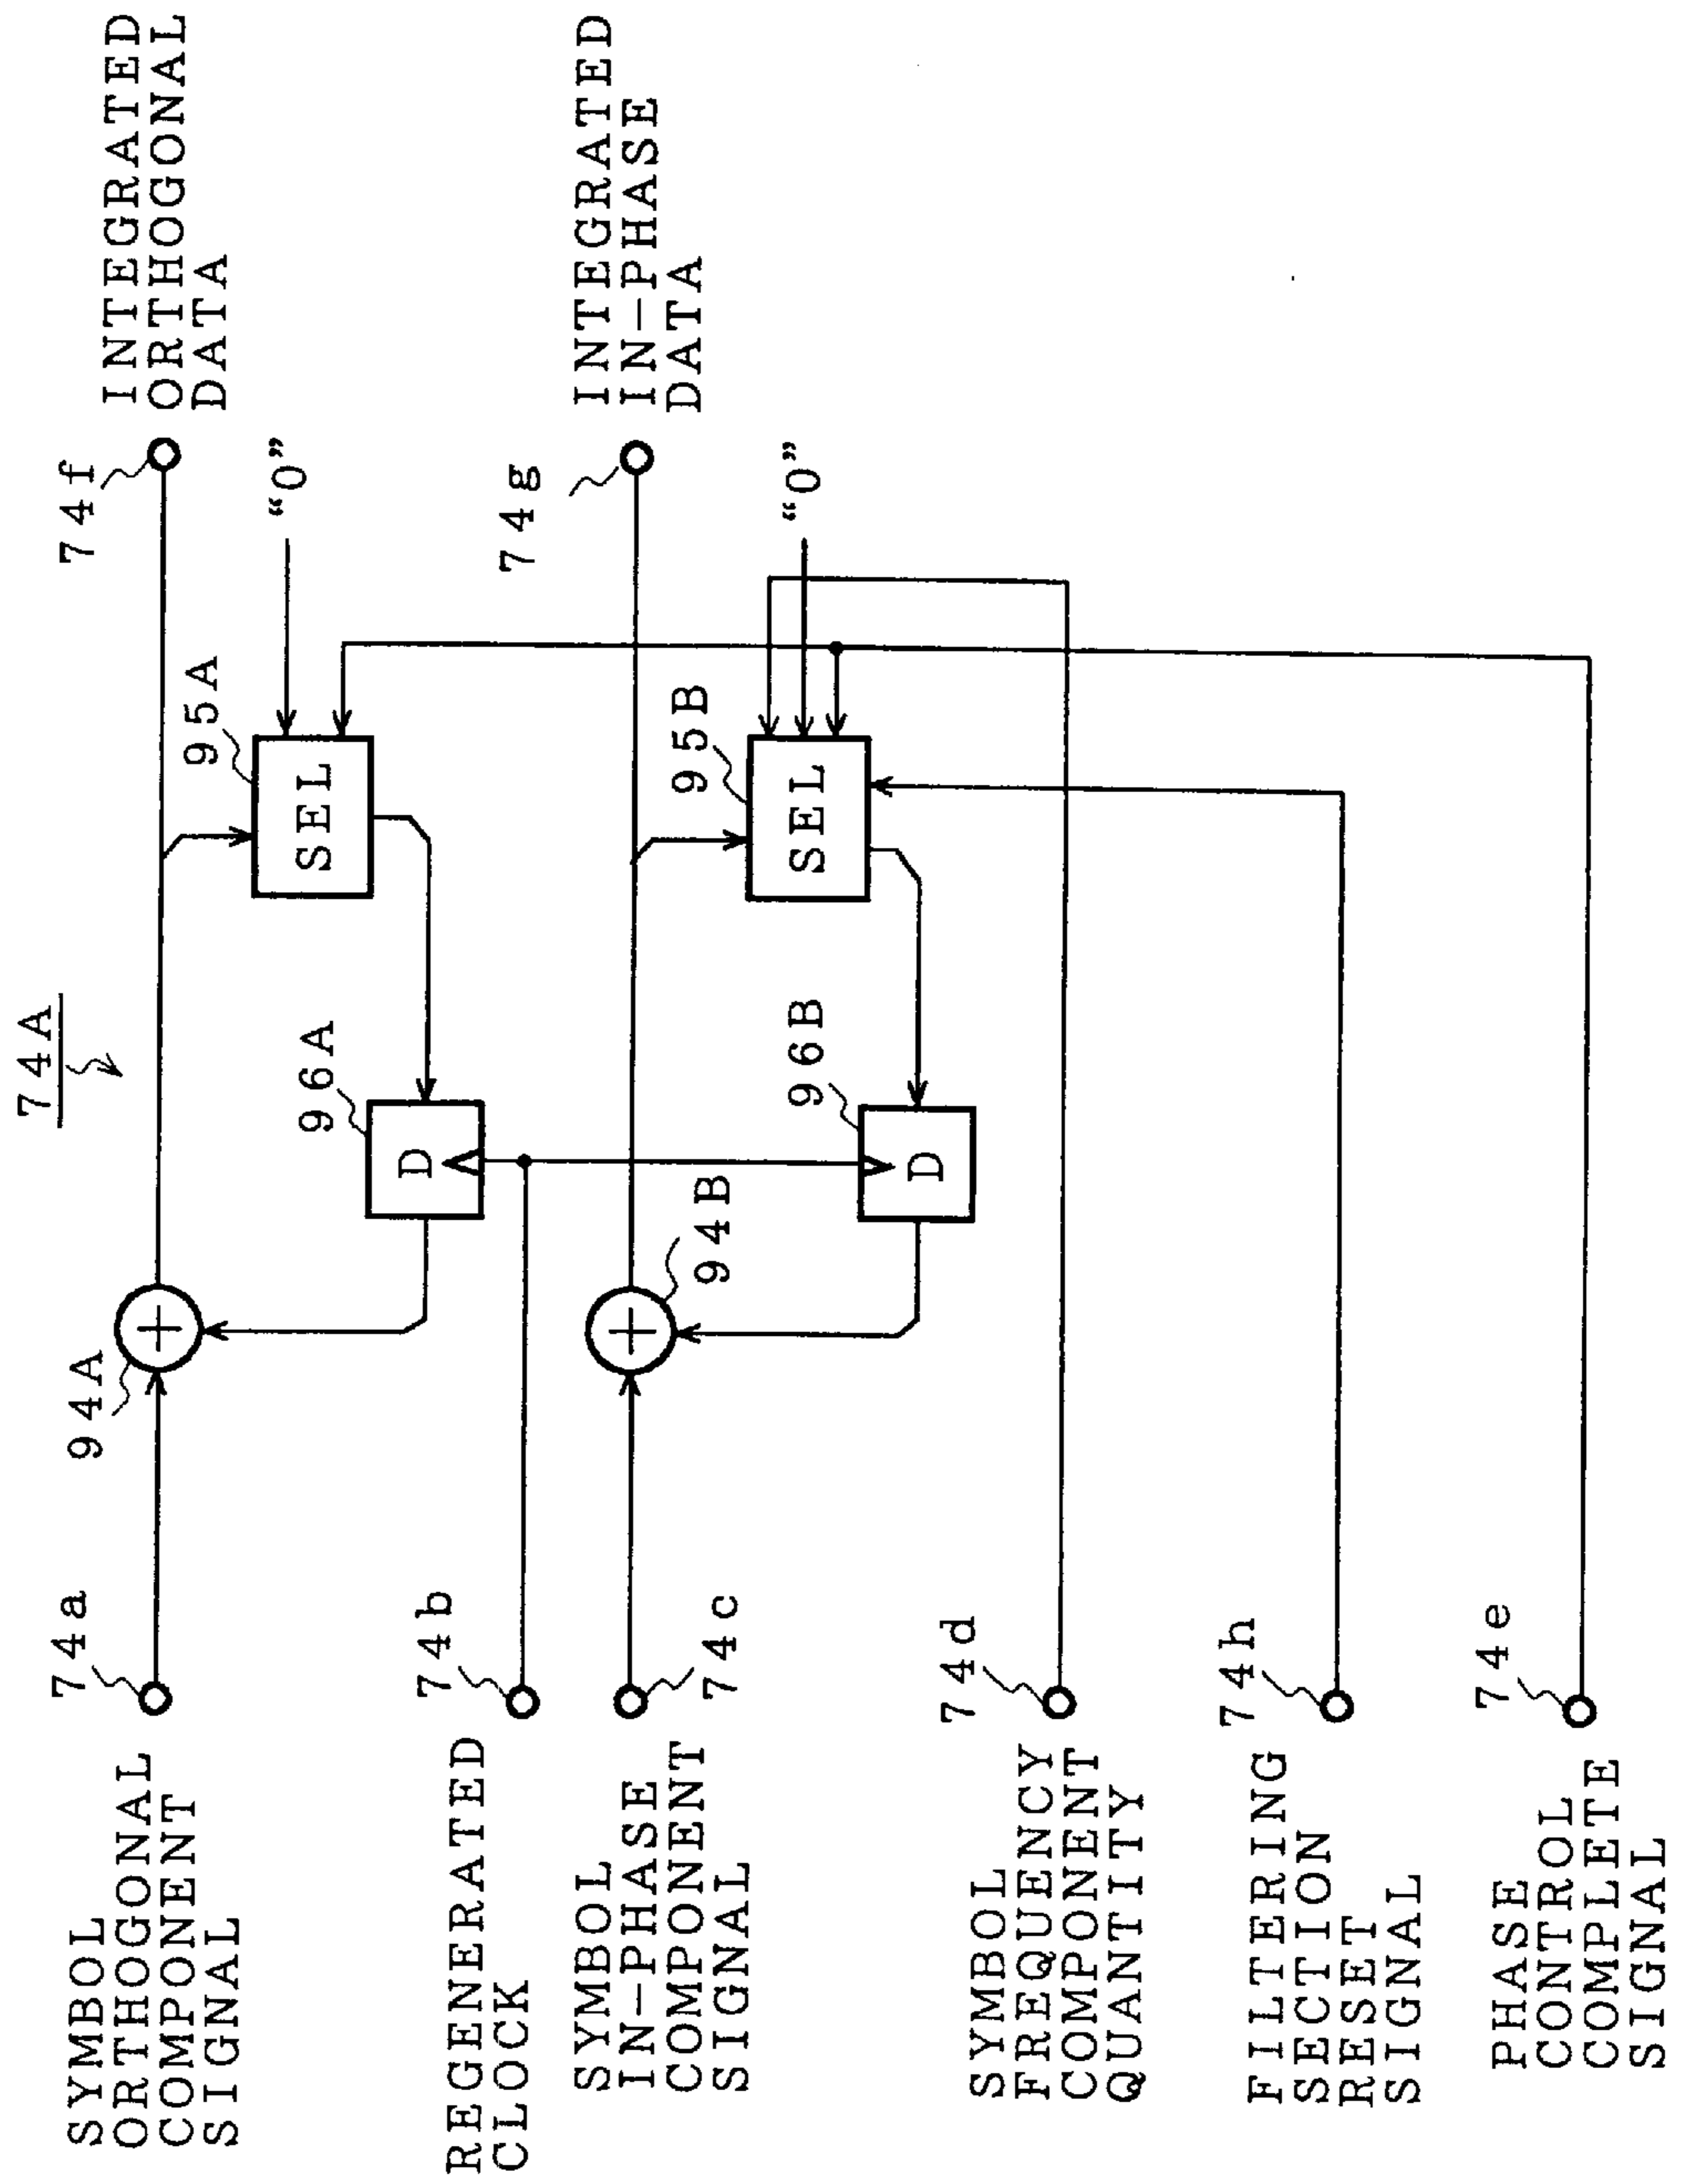 74A
SYMBOL
ORTHOGONAL
COMPONENT
SIGNAL
74a
94A
95A
SEL
"0"
74f
INTEGRATED
ORTHOGONAL
DATA
96A
D
REGENERATED
CLOCK
74b
SYMBOL
IN-PHASE
COMPONENT
SIGNAL
74c
94B
96B
D
95B
SEL
"0"
74g
INTEGRATED
IN-PHASE
DATA
SYMBOL
FREQUENCY
COMPONENT
QUANTITY
74d
FILTERING
SECTION
RESET
SIGNAL
74h
PHASE
CONTROL
COMPLETE
SIGNAL
74e